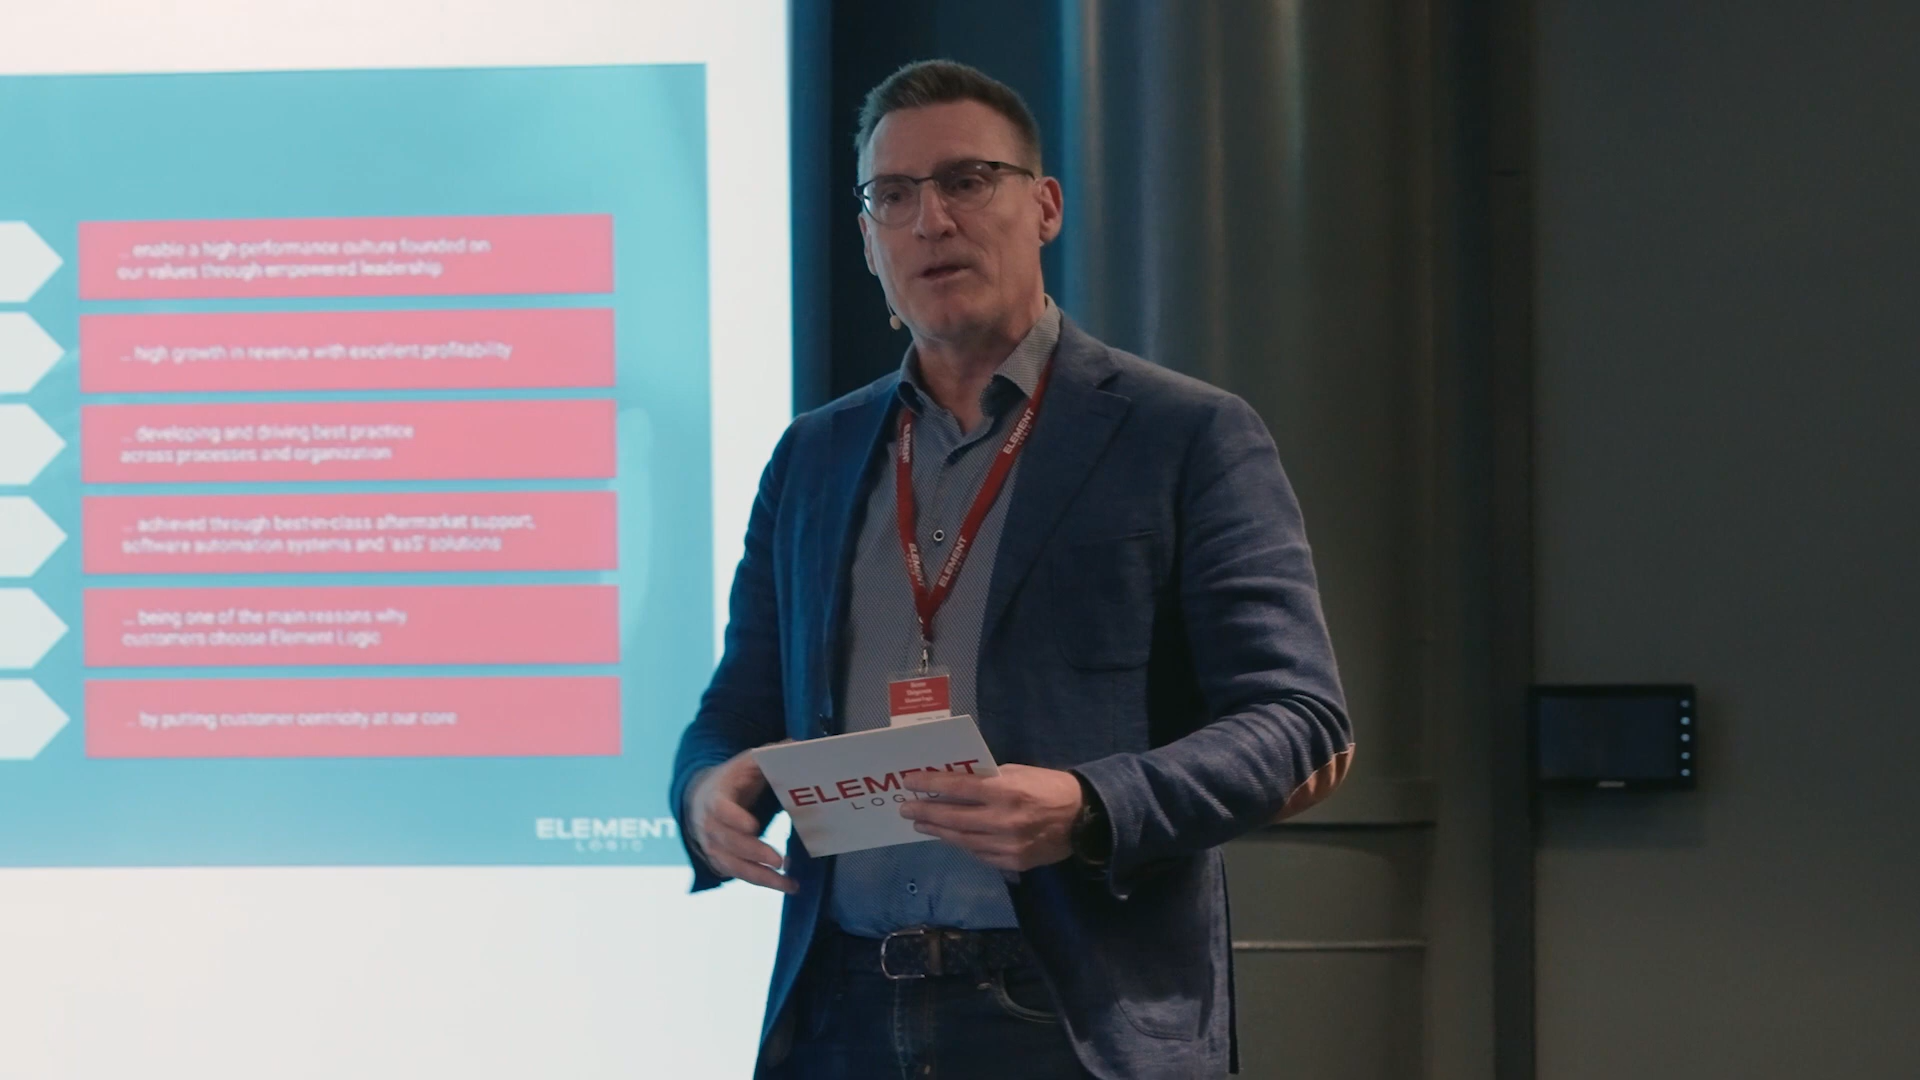 ... enable a high performance culture founded on
our values through empowered leadership
... high growth in revenue with excellent profitability
... developing and driving best practice
across processes and organization
... achieved through best-in-class aftermarket support,
software automation systems and 'aaS' solutions
... being one of the main reasons why
customers choose Element Logic
... by putting customer centricity at our core
ELEMENT
LOGIC
ELEMENT
ELEMENT
ELEMENT
ELEMENT
ELEMENT
LOGIC